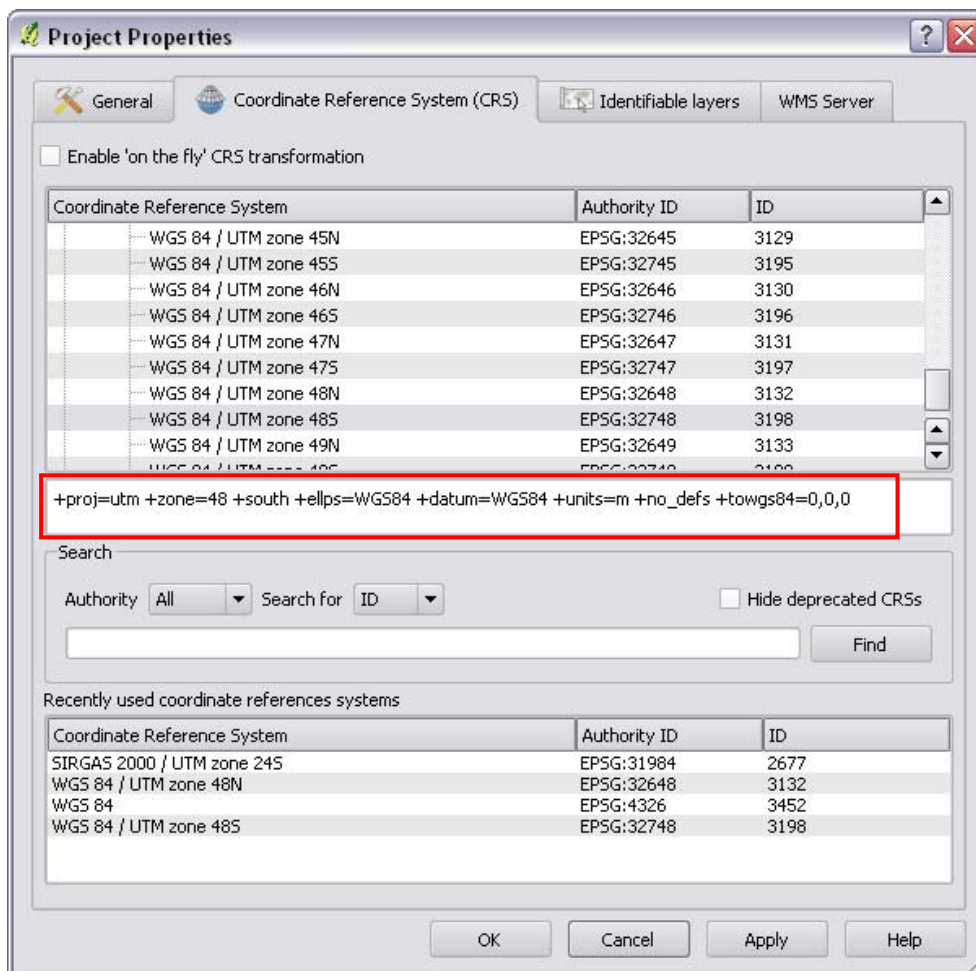 Project Properties
General
Coordinate Reference System (CRS)
Identifiable layers
WMS Server
Enable 'on the fly' CRS transformation
Coordinate Reference System Authority ID ID
WGS 84 / UTM zone 45N EPSG:32645 3129
WGS 84 / UTM zone 45S EPSG:32745 3195
WGS 84 / UTM zone 46N EPSG:32646 3130
WGS 84 / UTM zone 46S EPSG:32746 3196
WGS 84 / UTM zone 47N EPSG:32647 3131
WGS 84 / UTM zone 47S EPSG:32747 3197
WGS 84 / UTM zone 48N EPSG:32648 3132
WGS 84 / UTM zone 48S EPSG:32748 3198
WGS 84 / UTM zone 49N EPSG:32649 3133
+proj=utm +zone=48 +south +ellps=WGS84 +datum=WGS84 +units=m +no_defs +towgs84=0,0,0
Search
Authority All Search for ID Hide deprecated CRSs
Find
Recently used coordinate references systems
Coordinate Reference System Authority ID ID
SIRGAS 2000 / UTM zone 24S EPSG:31984 2677
WGS 84 / UTM zone 48N EPSG:32648 3132
WGS 84 EPSG:4326 3452
WGS 84 / UTM zone 48S EPSG:32748 3198
OK Cancel Apply Help